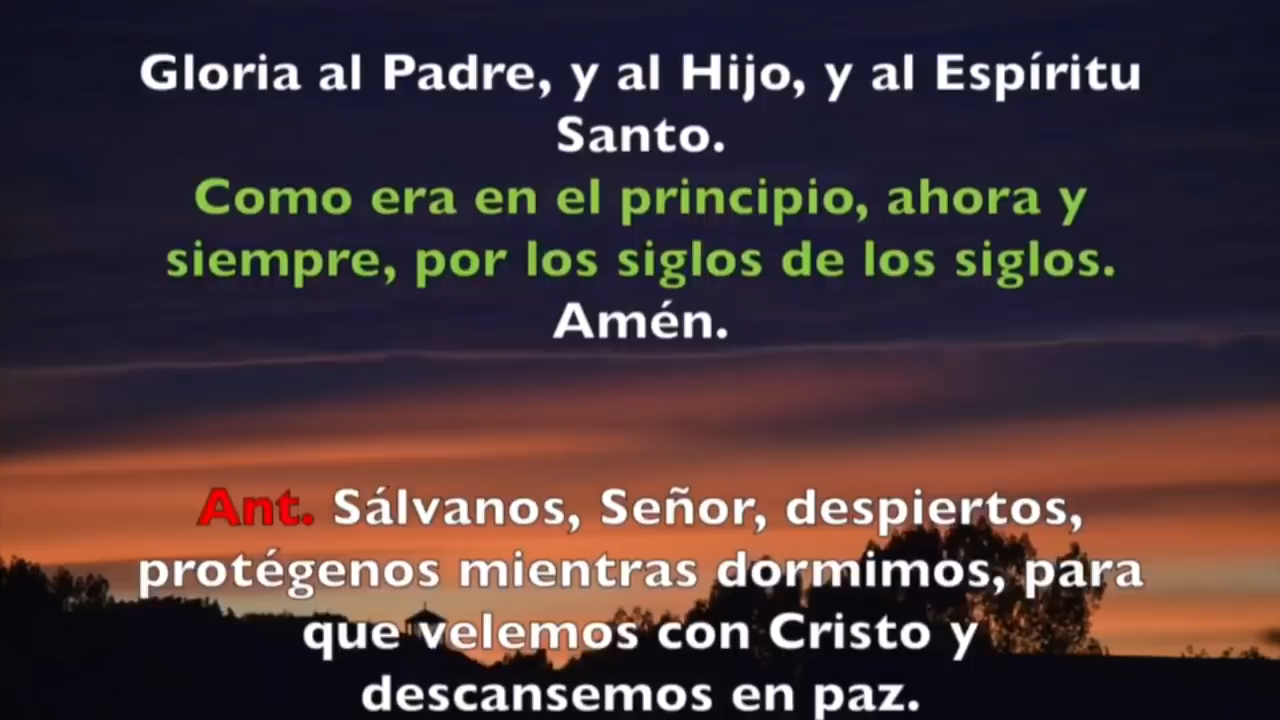 Gloria al Padre, y al Hijo, y al Espíritu
Santo.
Como era en el principio, ahora y
siempre, por los siglos de los siglos.
Amén.
Ant. Sálvanos, Señor, despiertos,
protégenos mientras dormimos, para
que velemos con Cristo y
descansemos en paz.